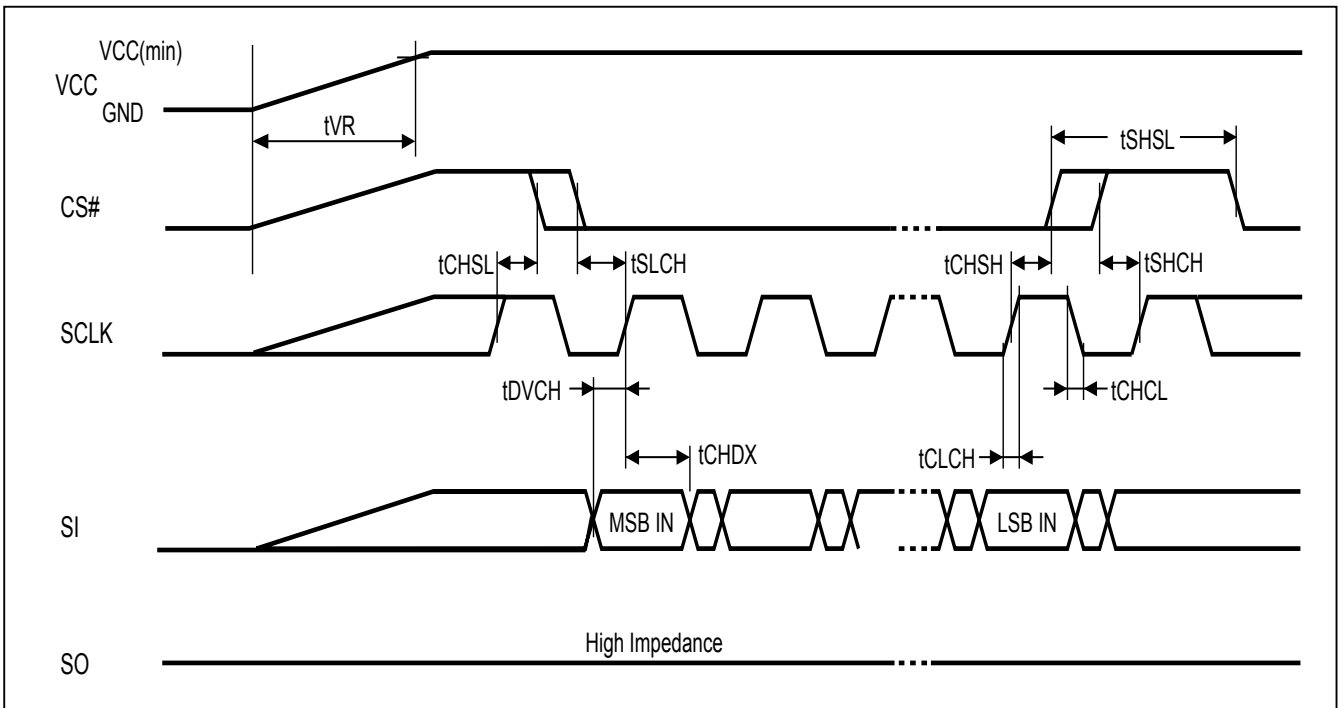 VCC(min)
VCC
GND
tVR
tSHSL
CS#
tCHSL
tSLCH
tCHSH
tSHCH
SCLK
tDVCH
tCHCL
tCHDX
tCLCH
SI
MSB IN
LSB IN
High Impedance
SO